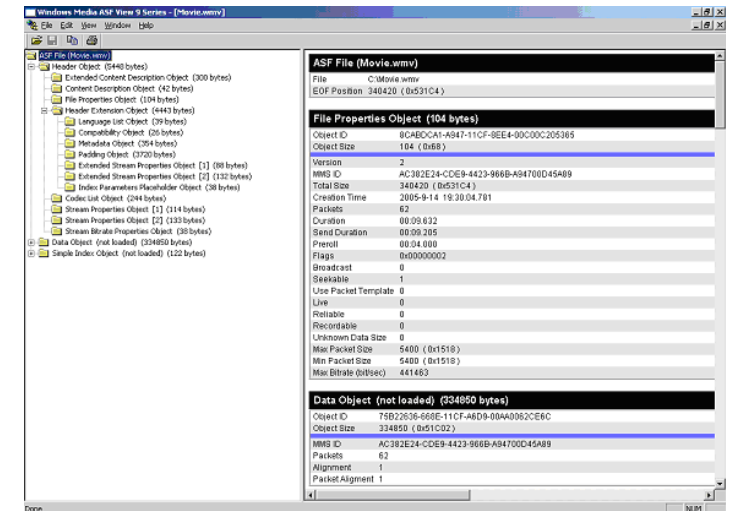 Windows Media ASF View 9 Series - [Movie.wmv]
File Edit View Window Help
ASF File (Movie.wmv)
Header Object (5448 bytes)
Extended Content Description Object (300 bytes)
Content Description Object (42 bytes)
File Properties Object (104 bytes)
Header Extension Object (4443 bytes)
Language List Object (39 bytes)
Compatibility Object (26 bytes)
Metadata Object (354 bytes)
Padding Object (3720 bytes)
Extended Stream Properties Object [1] (88 bytes)
Extended Stream Properties Object [2] (132 bytes)
Index Parameters Placeholder Object (38 bytes)
Codec List Object (244 bytes)
Stream Properties Object [1] (114 bytes)
Stream Properties Object [2] (133 bytes)
Stream Bitrate Properties Object (38 bytes)
Data Object (not loaded) (334850 bytes)
Simple Index Object (not loaded) (122 bytes)
ASF File (Movie.wmv)
File C:\Movie.wmv
EOF Position 340420 (0x531C4)
File Properties Object (104 bytes)
Object ID 8CABDCA1-A947-11CF-8EE4-00C00C205365
Object Size 104 (0x68)
Version 2
MMS ID AC382E24-CDE9-4423-966B-A94700D45A89
Total Size 340420 (0x531C4)
Creation Time 2005-9-14 19:30:04.781
Packets 62
Duration 00:09.632
Send Duration 00:09.205
Preroll 00:04.000
Flags 0x00000002
Broadcast 0
Seekable 1
Use Packet Template 0
Live 0
Reliable 0
Recordable 0
Unknown Data Size 0
Max Packet Size 5400 (0x1518)
Min Packet Size 5400 (0x1518)
Max Bitrate (bit/sec) 441463
Data Object (not loaded) (334850 bytes)
Object ID 75B22636-668E-11CF-A6D9-00AA0062CE6C
Object Size 334850 (0x51C02)
MMS ID AC382E24-CDE9-4423-966B-A94700D45A89
Packets 62
Alignment 1
Packet Aligment 1
Done NUM